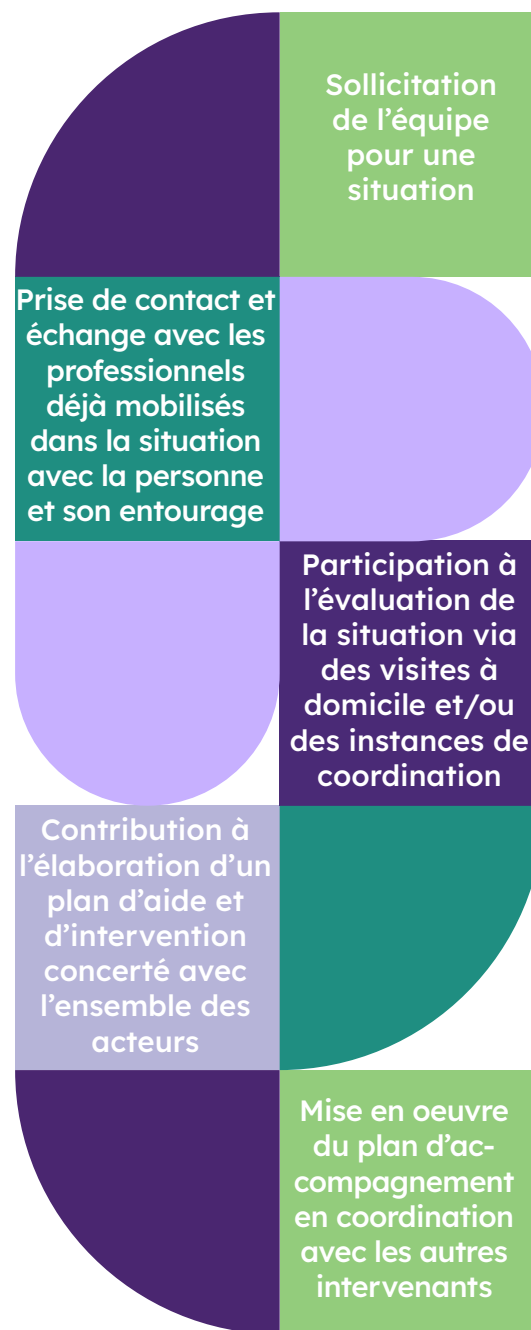 Sollicitation
de l’équipe
pour une
situation
Prise de contact et
échange avec les
professionnels
déjà mobilisés
dans la situation
avec la personne
et son entourage
Participation à
l’évaluation de
la situation via
des visites à
domicile et/ou
des instances de
coordination
Contribution à
l’élaboration d’un
plan d’aide et
d’intervention
concerté avec
l’ensemble des
acteurs
Mise en oeuvre
du plan d’ac-
compagnement
en coordination
avec les autres
intervenants